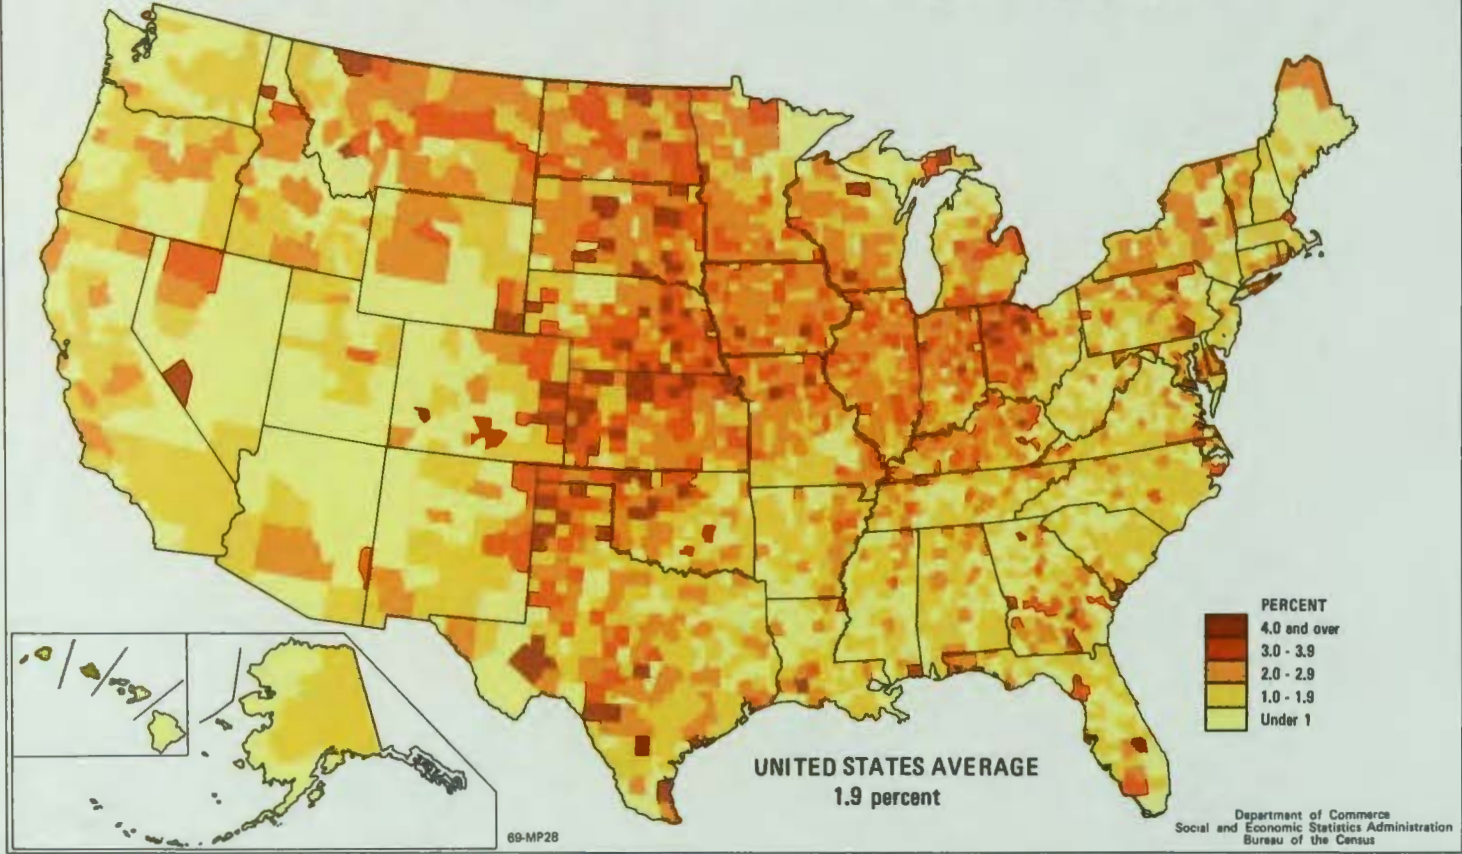 PERCENT
4.0 and over
3.0 - 3.9
2.0 - 2.9
1.0 - 1.9
Under 1
UNITED STATES AVERAGE
1.9 percent
69-MP28
Department of Commerce
Social and Economic Statistics Administration
Bureau of the Census